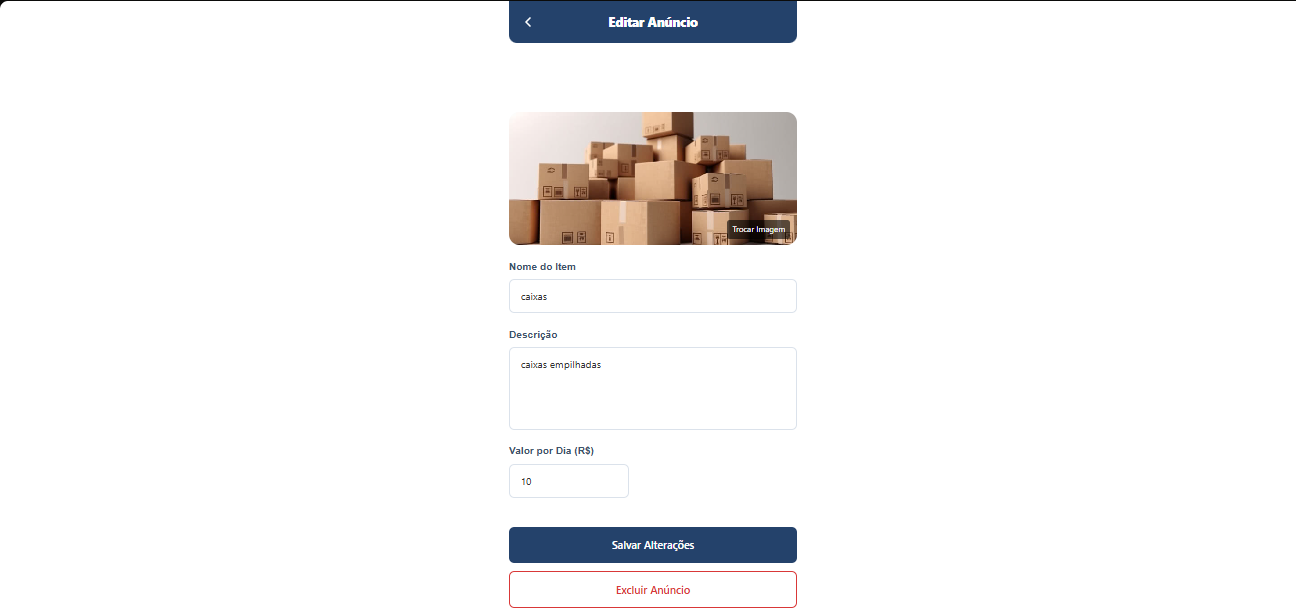 Editar Anúncio
Trocar Imagem
Nome do Item
caixas
Descrição
caixas empilhadas
Valor por Dia (R$)
10
Salvar Alterações
Excluir Anúncio